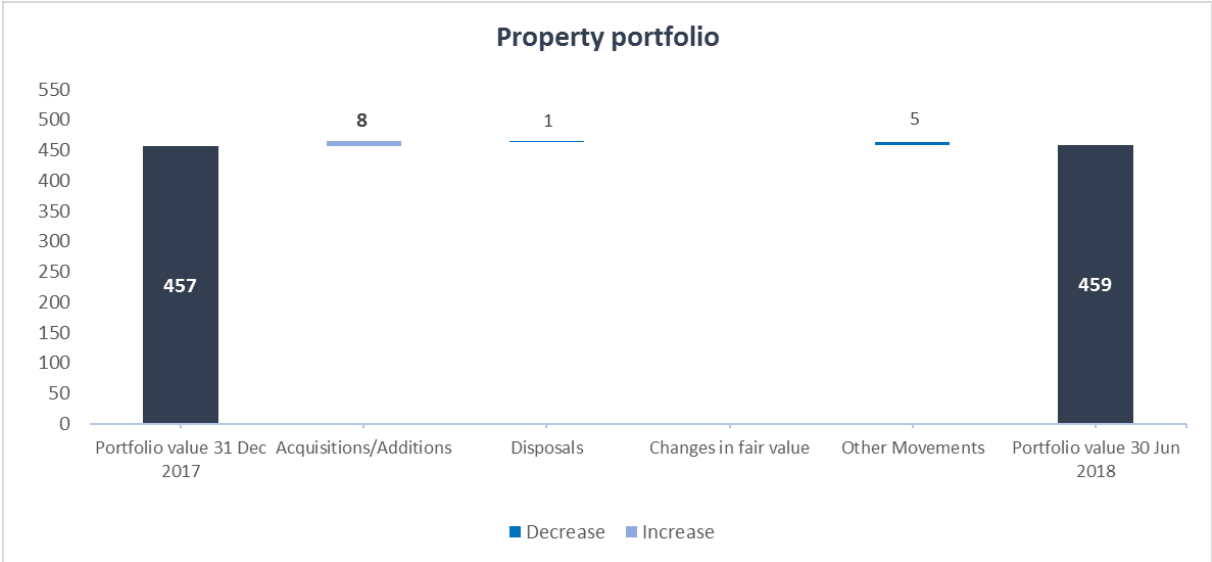 Property portfolio
550
500
450
400
350
300
250
200
150
100
50
0
457
8
1
5
459
Portfolio value 31 Dec
2017
Acquisitions/Additions
Disposals
Changes in fair value
Other Movements
Portfolio value 30 Jun
2018
Decrease
Increase